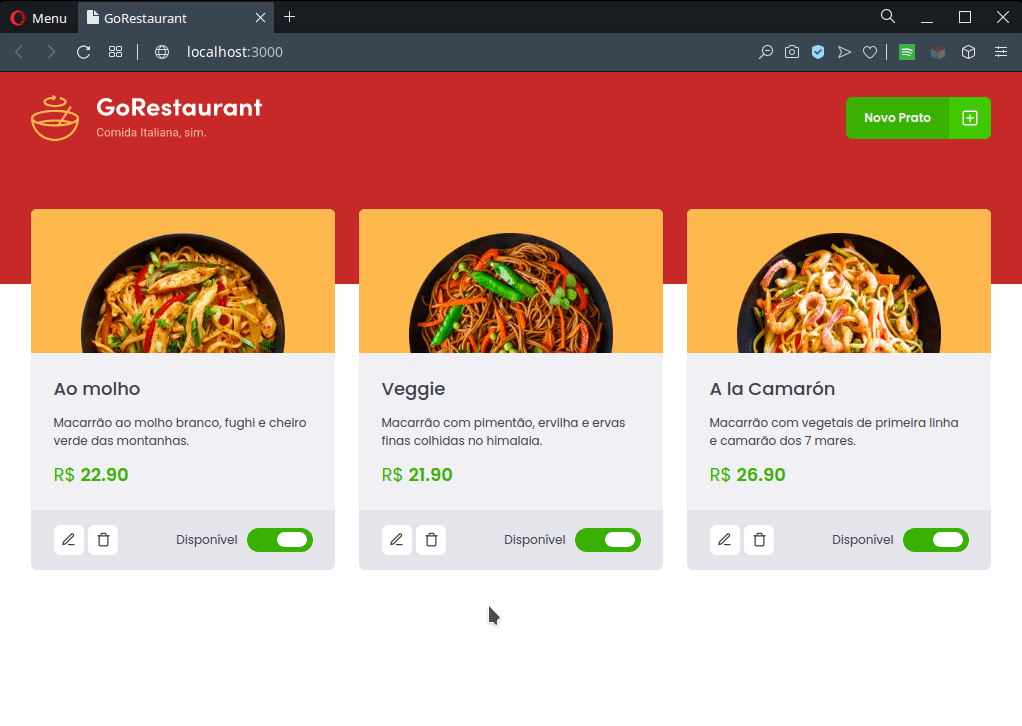 Menu
GoRestaurant
localhost:3000
GoRestaurant
Comida Italiana, sim.
Novo Prato
Ao molho
Macarrão ao molho branco, fughi e cheiro
verde das montanhas.
R$ 22.90
Disponível
Veggie
Macarrão com pimentão, ervilha e ervas
finas colhidas no himalaia.
R$ 21.90
Disponível
A la Camarón
Macarrão com vegetais de primeira linha
e camarão dos 7 mares.
R$ 26.90
Disponível